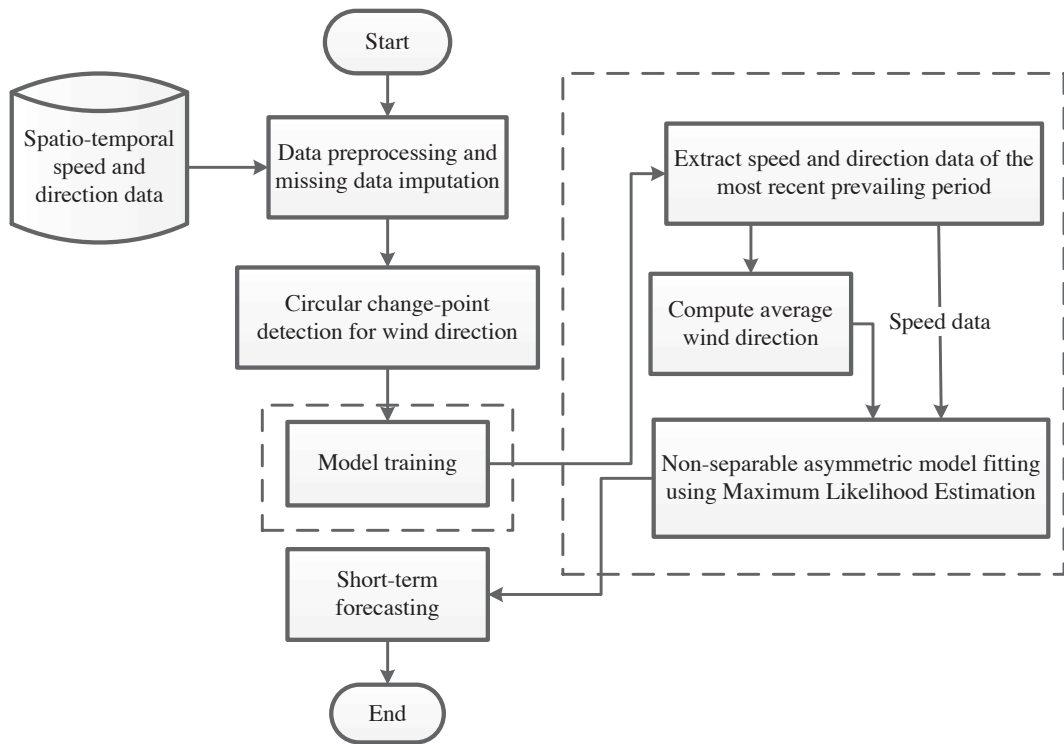 Start
Spatio-temporal
speed and
direction data
Data preprocessing and
missing data imputation
Circular change-point
detection for wind direction
Model training
Extract speed and direction data of the
most recent prevailing period
Compute average
wind direction
Speed data
Non-separable asymmetric model fitting
using Maximum Likelihood Estimation
Short-term
forecasting
End